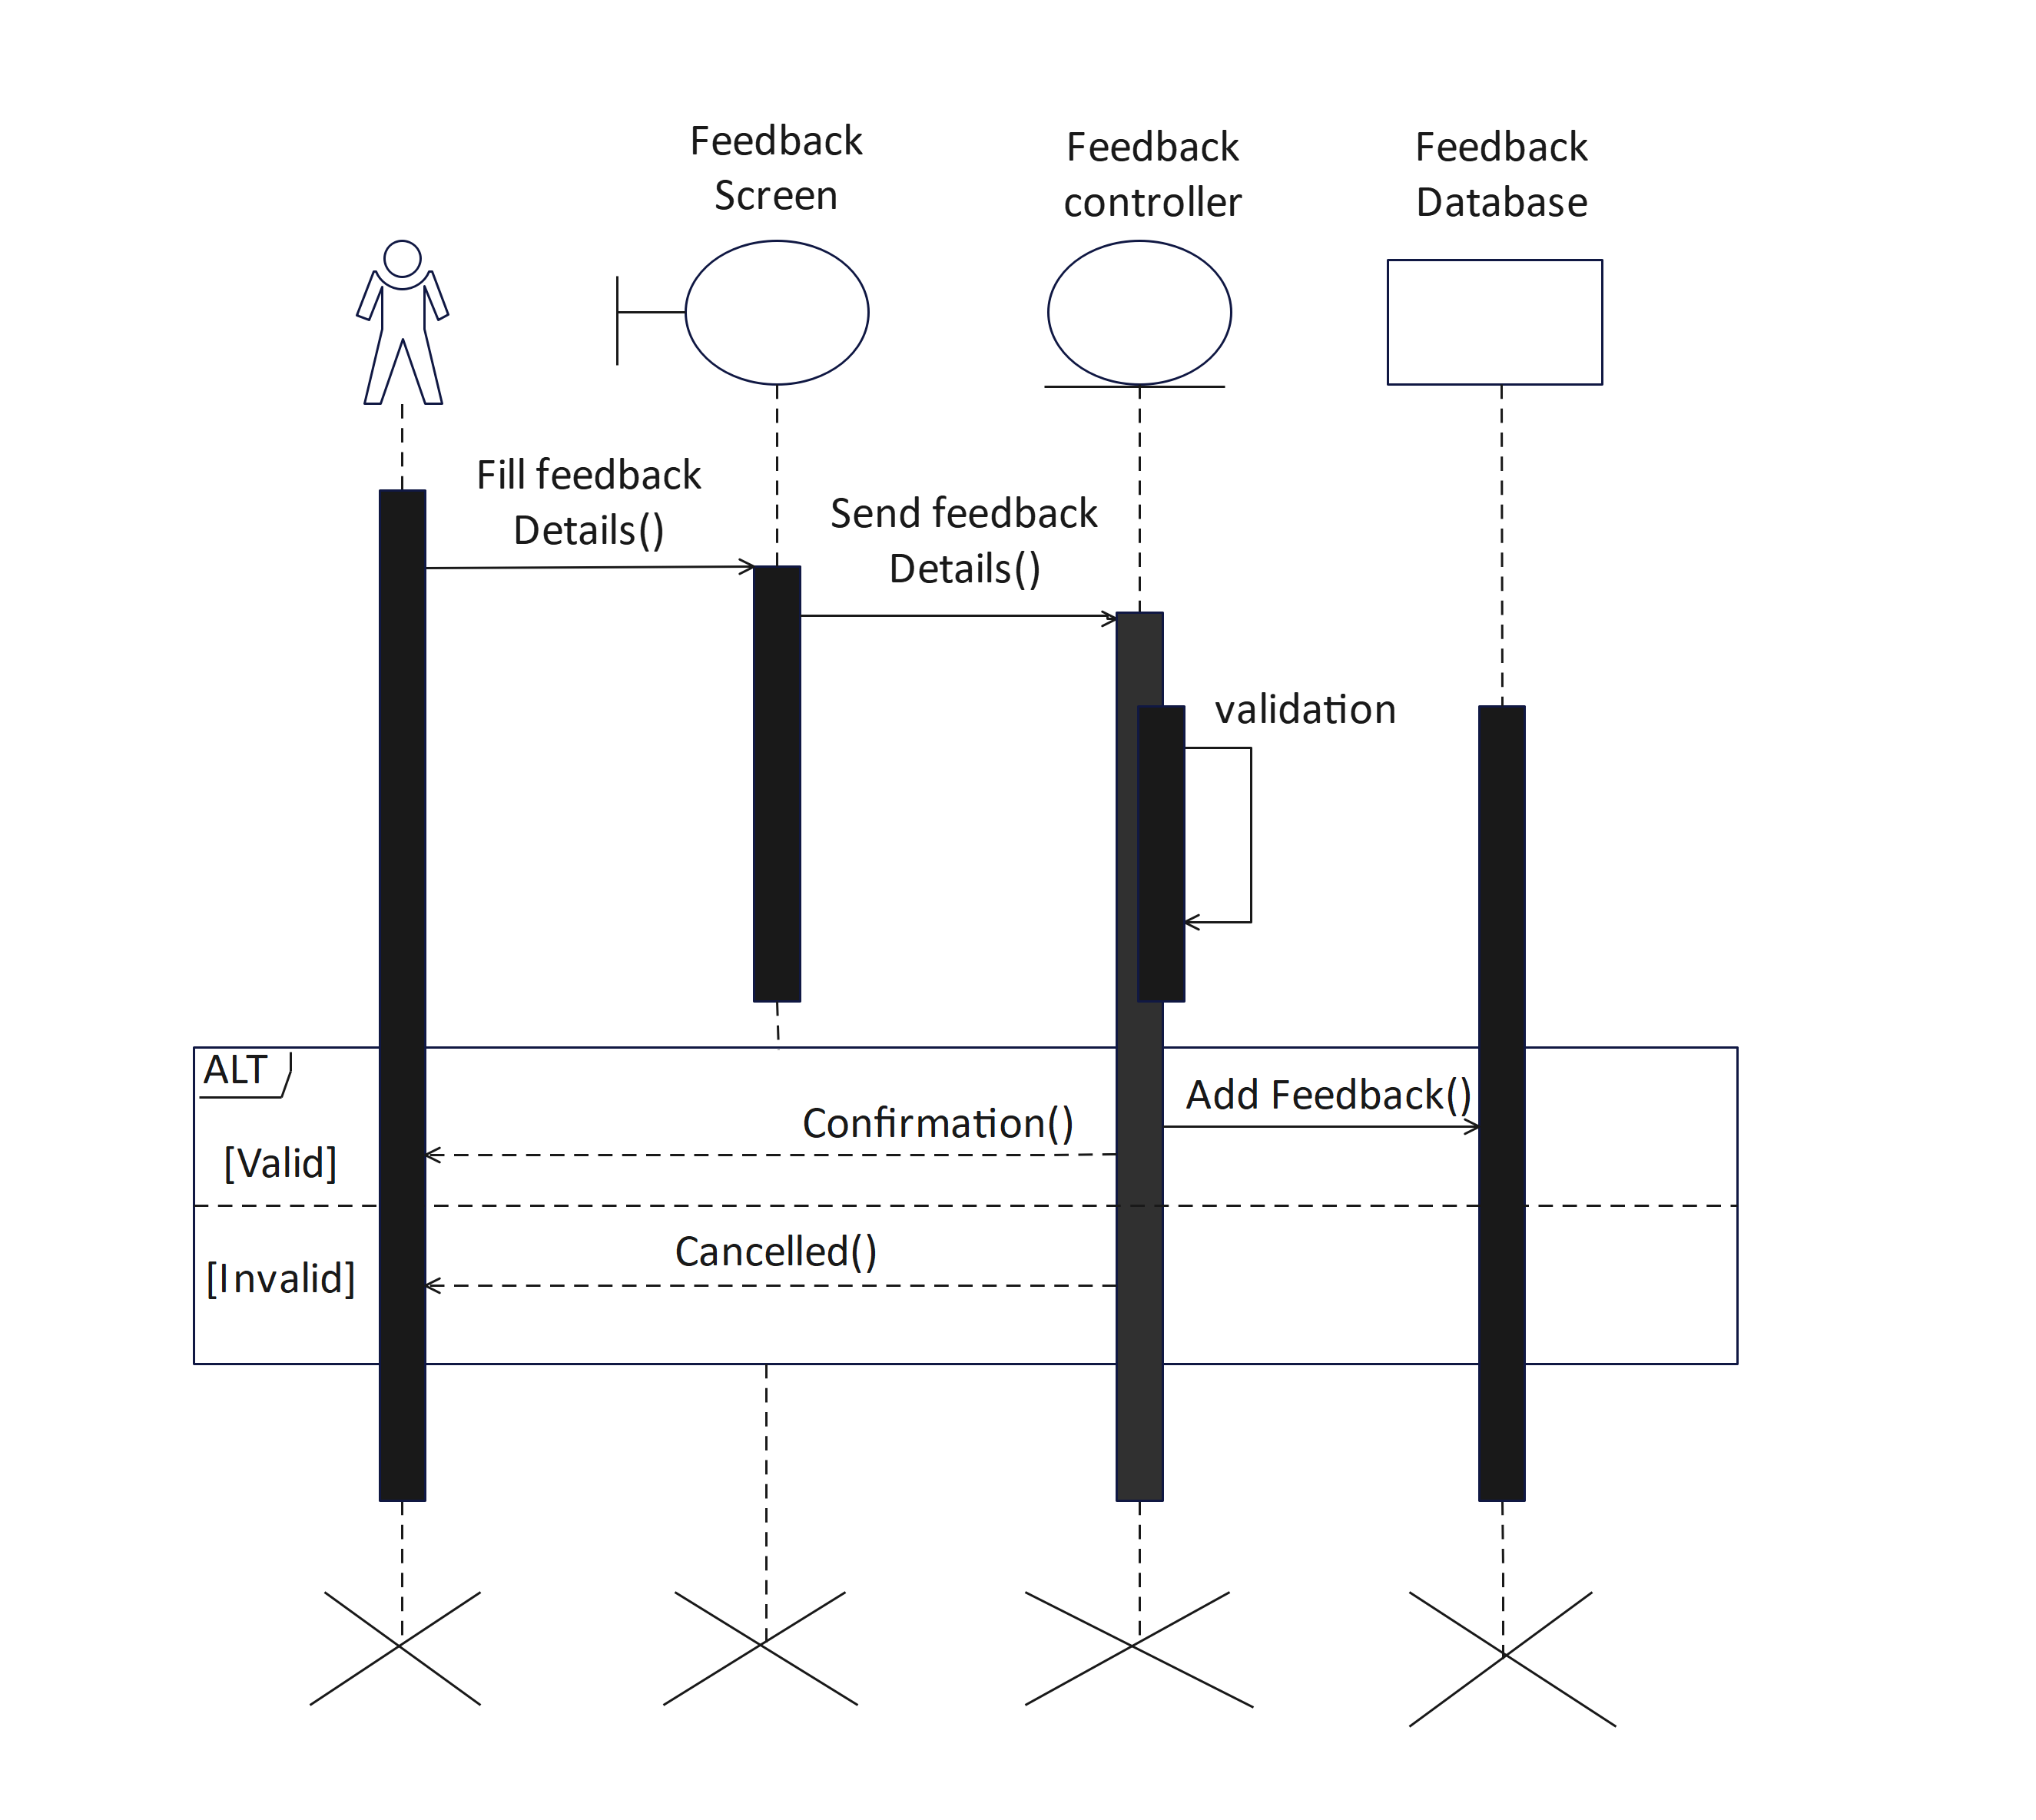 Feedback
Screen
Feedback
controller
Feedback
Database
Fill feedback
Details()
Send feedback
Details()
validation
ALT
Add Feedback()
Confirmation()
[Valid]
Cancelled()
[Invalid]